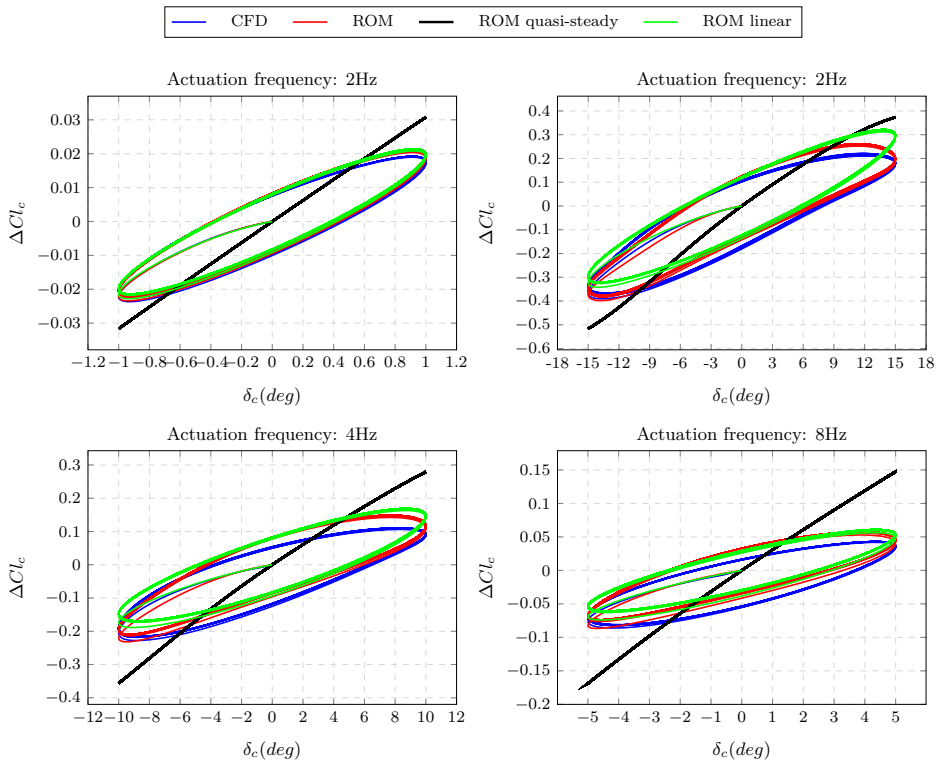 CFD ROM ROM quasi-steady ROM linear
Actuation frequency: 2Hz
0.03
0.02
0.01
0
−0.01
−0.02
−0.03
ΔCl_c
−1.2 −1 −0.8 −0.6 −0.4 −0.2 0 0.2 0.4 0.6 0.8 1 1.2
δ_c(deg)
Actuation frequency: 2Hz
0.4
0.3
0.2
0.1
0
−0.1
−0.2
−0.3
−0.4
−0.5
−0.6
ΔCl_c
-18 -15 -12 -9 -6 -3 0 3 6 9 12 15 18
δ_c(deg)
Actuation frequency: 4Hz
0.3
0.2
0.1
0
−0.1
−0.2
−0.3
−0.4
ΔCl_c
−12 −10 −8 −6 −4 −2 0 2 4 6 8 10 12
δ_c(deg)
Actuation frequency: 8Hz
0.15
0.1
0.05
0
−0.05
−0.1
−0.15
−0.2
ΔCl_c
−5 −4 −3 −2 −1 0 1 2 3 4 5
δ_c(deg)